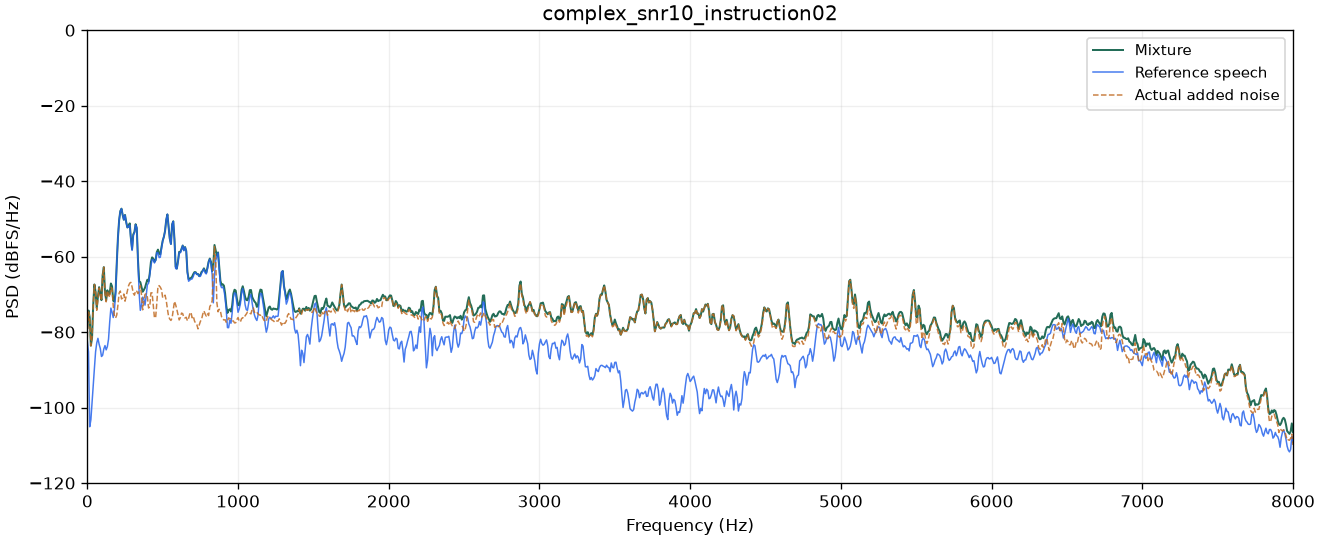 complex_snr10_instruction02
Mixture
Reference speech
Actual added noise
PSD (dBFS/Hz)
0
−20
−40
−60
−80
−100
−120
0 1000 2000 3000 4000 5000 6000 7000 8000
Frequency (Hz)